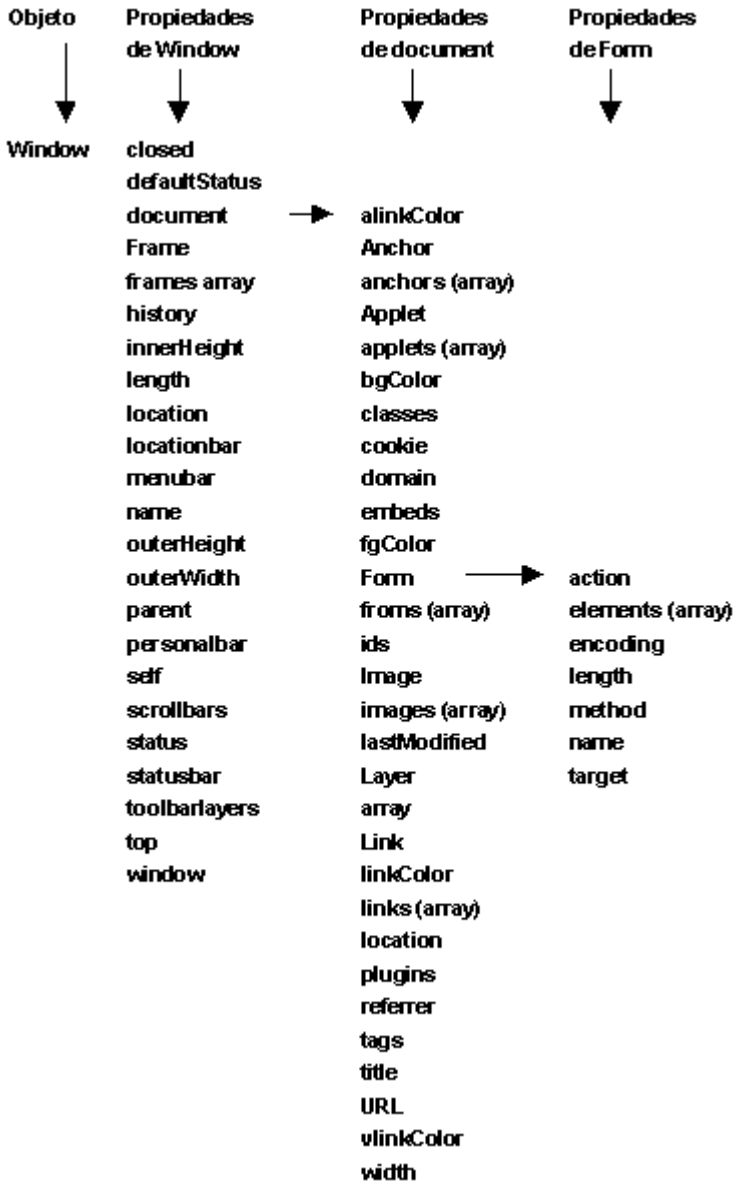 Objeto Propiedades Propiedades Propiedades
de Window de document de Form
Window closed
defaultStatus
document alinkColor
Frame Anchor
frames array anchors (array)
history Applet
innerHeight applets (array)
length bgColor
location classes
locationbar cookie
menubar domain
name embeds
outerHeight fgColor
outerWidth Form action
parent froms (array) elements (array)
personalbar ids encoding
self Image length
scrollbars images (array) method
status lastModified name
statusbar Layer target
toolbarlayers array
top Link
window linkColor
links (array)
location
plugins
referrer
tags
title
URL
vlinkColor
width